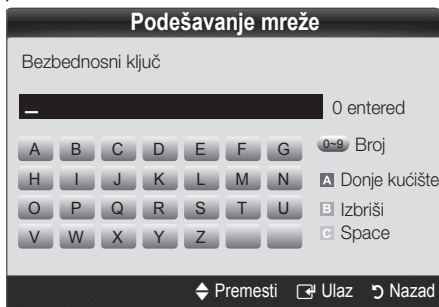 Podešavanje mreže
Bezbednosni ključ
_ 0 entered
A B C D E F G 0~9 Broj
H I J K L M N A Donje kućište
O P Q R S T U B Izbriši
V W X Y Z C Space
Premesti Ulaz Nazad